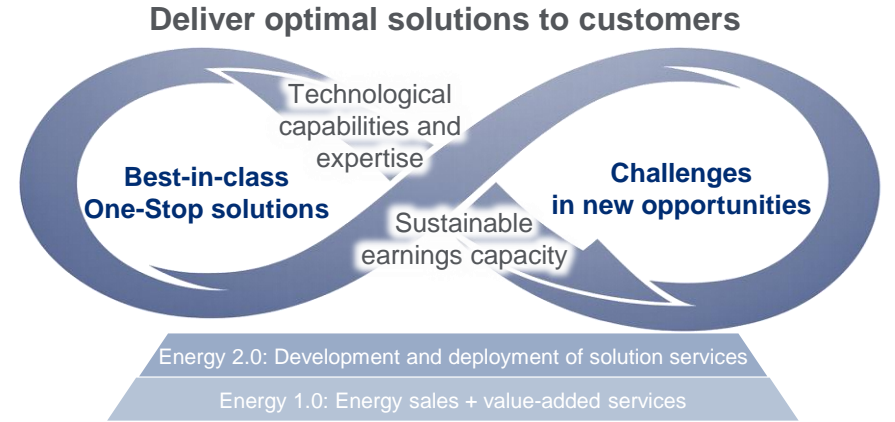 Deliver optimal solutions to customers
Technological
capabilities and
expertise
Best-in-class
One-Stop solutions
Challenges
in new opportunities
Sustainable
earnings capacity
Energy 2.0: Development and deployment of solution services
Energy 1.0: Energy sales + value-added services